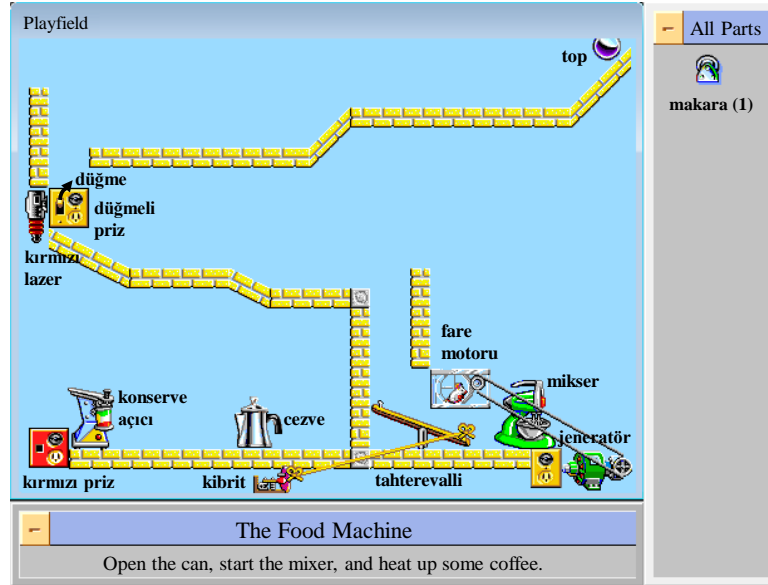 Playfield
All Parts
top
makara (1)
düğme
düğmeli
priz
kırmızı
lazer
fare
motoru
mikser
konserve
açıcı
cezve
jeneratör
kırmızı priz
kibrit
tahterevalli
The Food Machine
Open the can, start the mixer, and heat up some coffee.